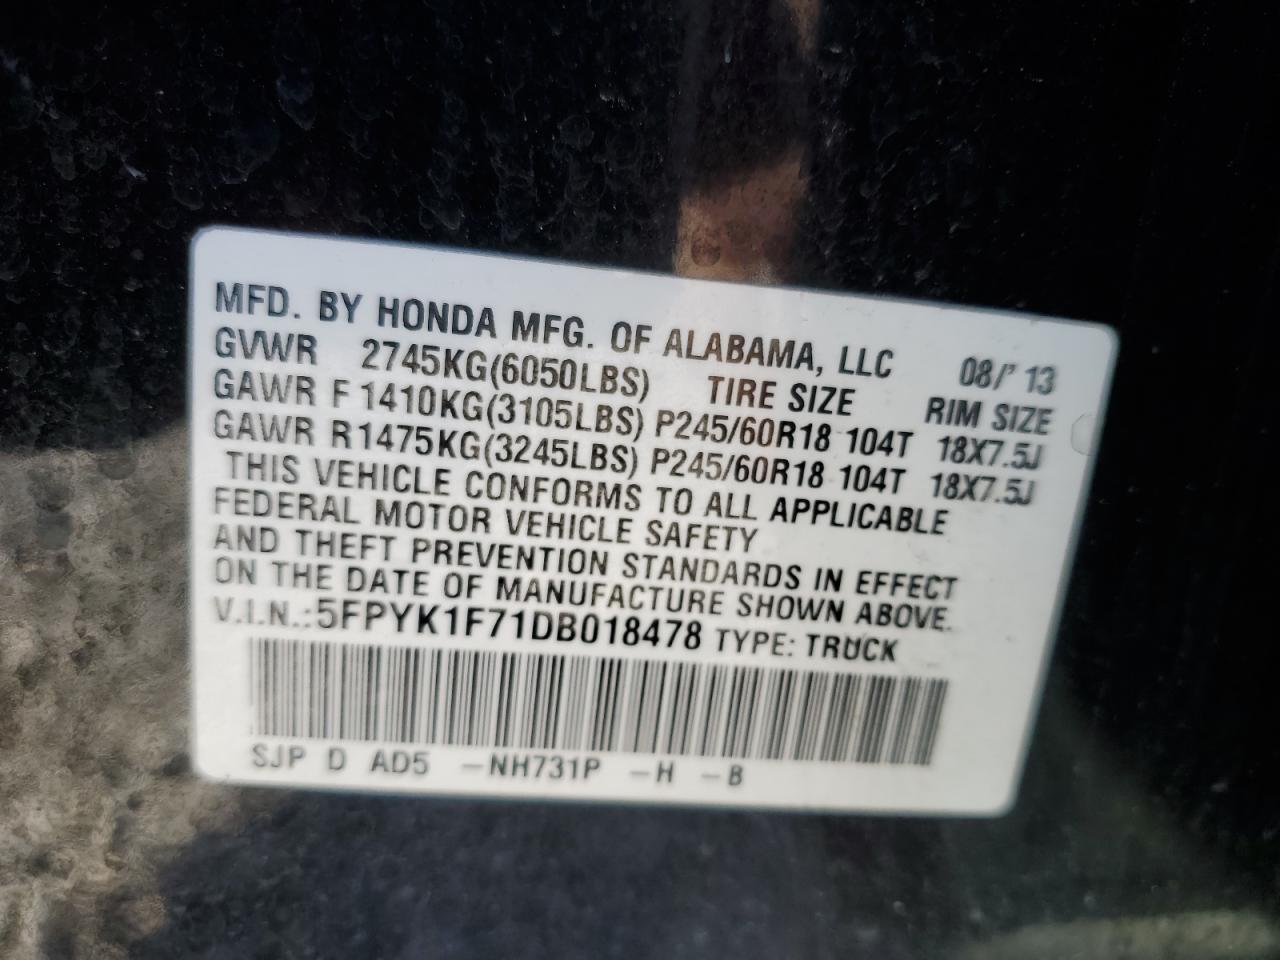 MFD. BY HONDA MFG. OF ALABAMA, LLC 08/' 13
GVWR 2745KG(6050LBS) TIRE SIZE RIM SIZE
GAWR F 1410KG(3105LBS) P245/60R18 104T 18X7.5J
GAWR R1475KG(3245LBS) P245/60R18 104T 18X7.5J
THIS VEHICLE CONFORMS TO ALL APPLICABLE
FEDERAL MOTOR VEHICLE SAFETY
AND THEFT PREVENTION STANDARDS IN EFFECT
ON THE DATE OF MANUFACTURE SHOWN ABOVE.
V.I.N.:5FPYK1F71DB018478 TYPE: TRUCK
SJP D AD5 -NH731P -H -B